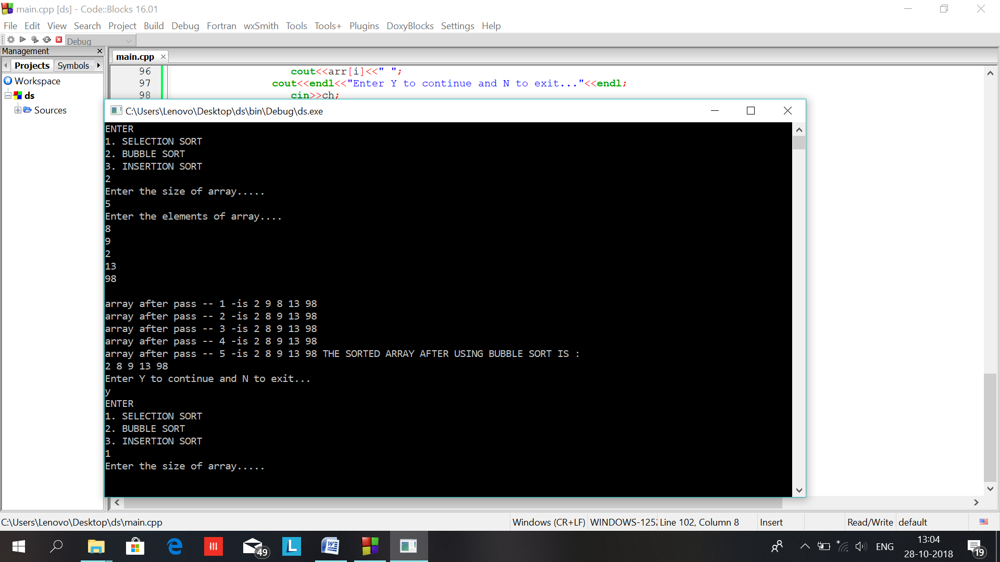 main.cpp [ds] - Code::Blocks 16.01
File Edit View Search Project Build Debug Fortran wxSmith Tools Tools+ Plugins DoxyBlocks Settings Help
Debug
Management
Projects Symbols
Workspace
ds
Sources
main.cpp
96 cout<<arr[i]<<" ";
97 cout<<endl<<"Enter Y to continue and N to exit..."<<endl;
98 cin>>ch;
C:\Users\Lenovo\Desktop\ds\bin\Debug\ds.exe
ENTER
1. SELECTION SORT
2. BUBBLE SORT
3. INSERTION SORT
2
Enter the size of array.....
5
Enter the elements of array....
8
9
2
13
98
array after pass -- 1 -is 2 9 8 13 98
array after pass -- 2 -is 2 8 9 13 98
array after pass -- 3 -is 2 8 9 13 98
array after pass -- 4 -is 2 8 9 13 98
array after pass -- 5 -is 2 8 9 13 98 THE SORTED ARRAY AFTER USING BUBBLE SORT IS :
2 8 9 13 98
Enter Y to continue and N to exit...
y
ENTER
1. SELECTION SORT
2. BUBBLE SORT
3. INSERTION SORT
1
Enter the size of array.....
C:\Users\Lenovo\Desktop\ds\main.cpp Windows (CR+LF) WINDOWS-1252 Line 102, Column 8 Insert Read/Write default
49 L W ENG 13:04 19
28-10-2018